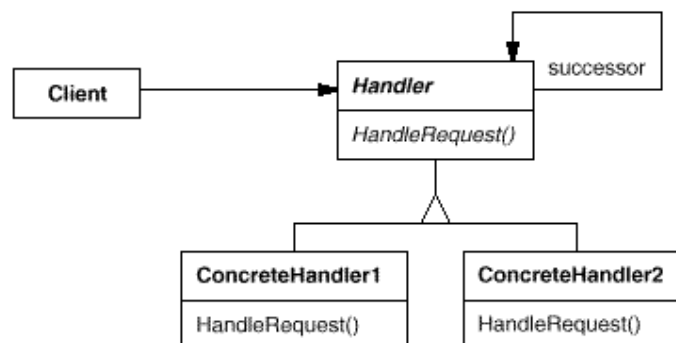 successor
Client
Handler
HandleRequest()
ConcreteHandler1
ConcreteHandler2
HandleRequest()
HandleRequest()